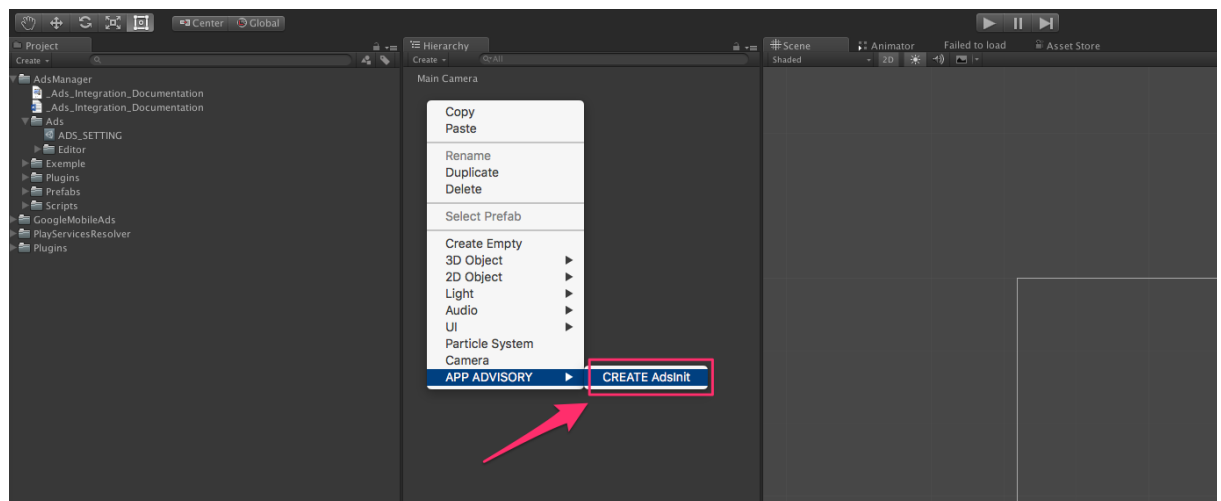 Center Global
Project
Create
AdsManager
_Ads_Integration_Documentation
_Ads_Integration_Documentation
Ads
ADS_SETTING
Editor
Exemple
Plugins
Prefabs
Scripts
GoogleMobileAds
PlayServicesResolver
Plugins
Hierarchy
Create All
Main Camera
Copy
Paste
Rename
Duplicate
Delete
Select Prefab
Create Empty
3D Object
2D Object
Light
Audio
UI
Particle System
Camera
APP ADVISORY CREATE AdsInit
Scene Animator Failed to load Asset Store
Shaded 2D